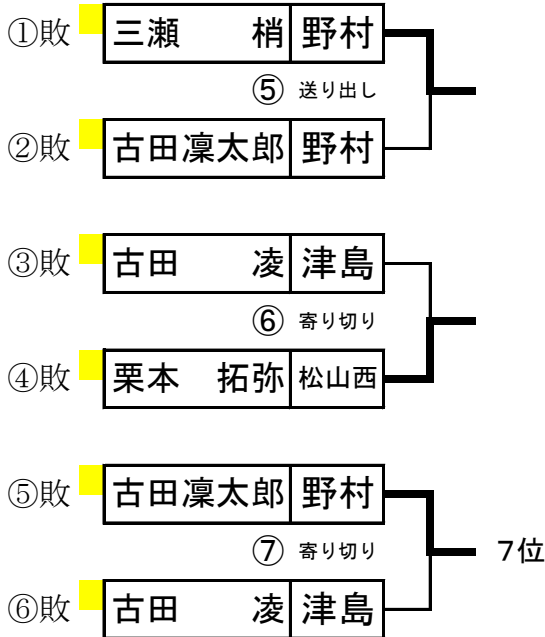 ①敗 三瀬 梢 野村
⑤ 送り出し
②敗 古田凜太郎 野村
③敗 古田 凌 津島
⑥ 寄り切り
④敗 栗本 拓弥 松山西
⑤敗 古田凜太郎 野村
⑦ 寄り切り 7位
⑥敗 古田 凌 津島